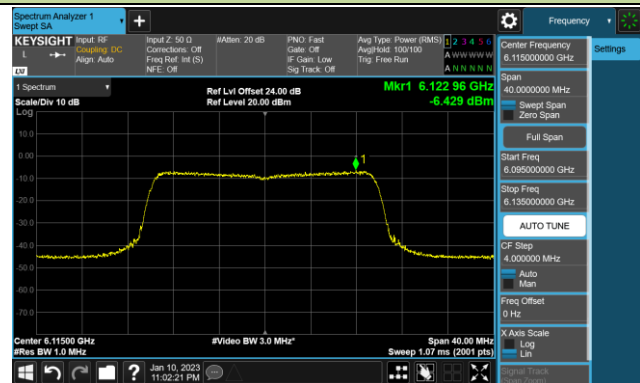 Spectrum Analyzer 1
Swept SA
Frequency
KEYSIGHT
L
LXI
Input: RF
Coupling: DC
Align: Auto
Input Z: 50 Ω
Corrections: Off
Freq Ref: Int (S)
NFE: Off
#Atten: 20 dB
PNO: Fast
Gate: Off
IF Gain: Low
Sig Track: Off
Avg Type: Power (RMS)
Avg|Hold: 100/100
Trig: Free Run
1 2 3 4 5 6
A W W W W W
A N N N N N
1 Spectrum
Scale/Div 10 dB
Log
Ref Lvl Offset 24.00 dB
Ref Level 20.00 dBm
Mkr1 6.122 96 GHz
-6.429 dBm
10.0
0.00
-10.0
-20.0
-30.0
-40.0
-50.0
-60.0
-70.0
1
Center 6.11500 GHz
#Res BW 1.0 MHz
#Video BW 3.0 MHz*
Span 40.00 MHz
Sweep 1.07 ms (2001 pts)
Jan 10, 2023
11:02:21 PM
Center Frequency
6.115000000 GHz
Settings
Span
40.0000000 MHz
Swept Span
Zero Span
Full Span
Start Freq
6.095000000 GHz
Stop Freq
6.135000000 GHz
AUTO TUNE
CF Step
4.000000 MHz
Auto
Man
Freq Offset
0 Hz
X Axis Scale
Log
Lin
Signal Track
(Span Zoom)